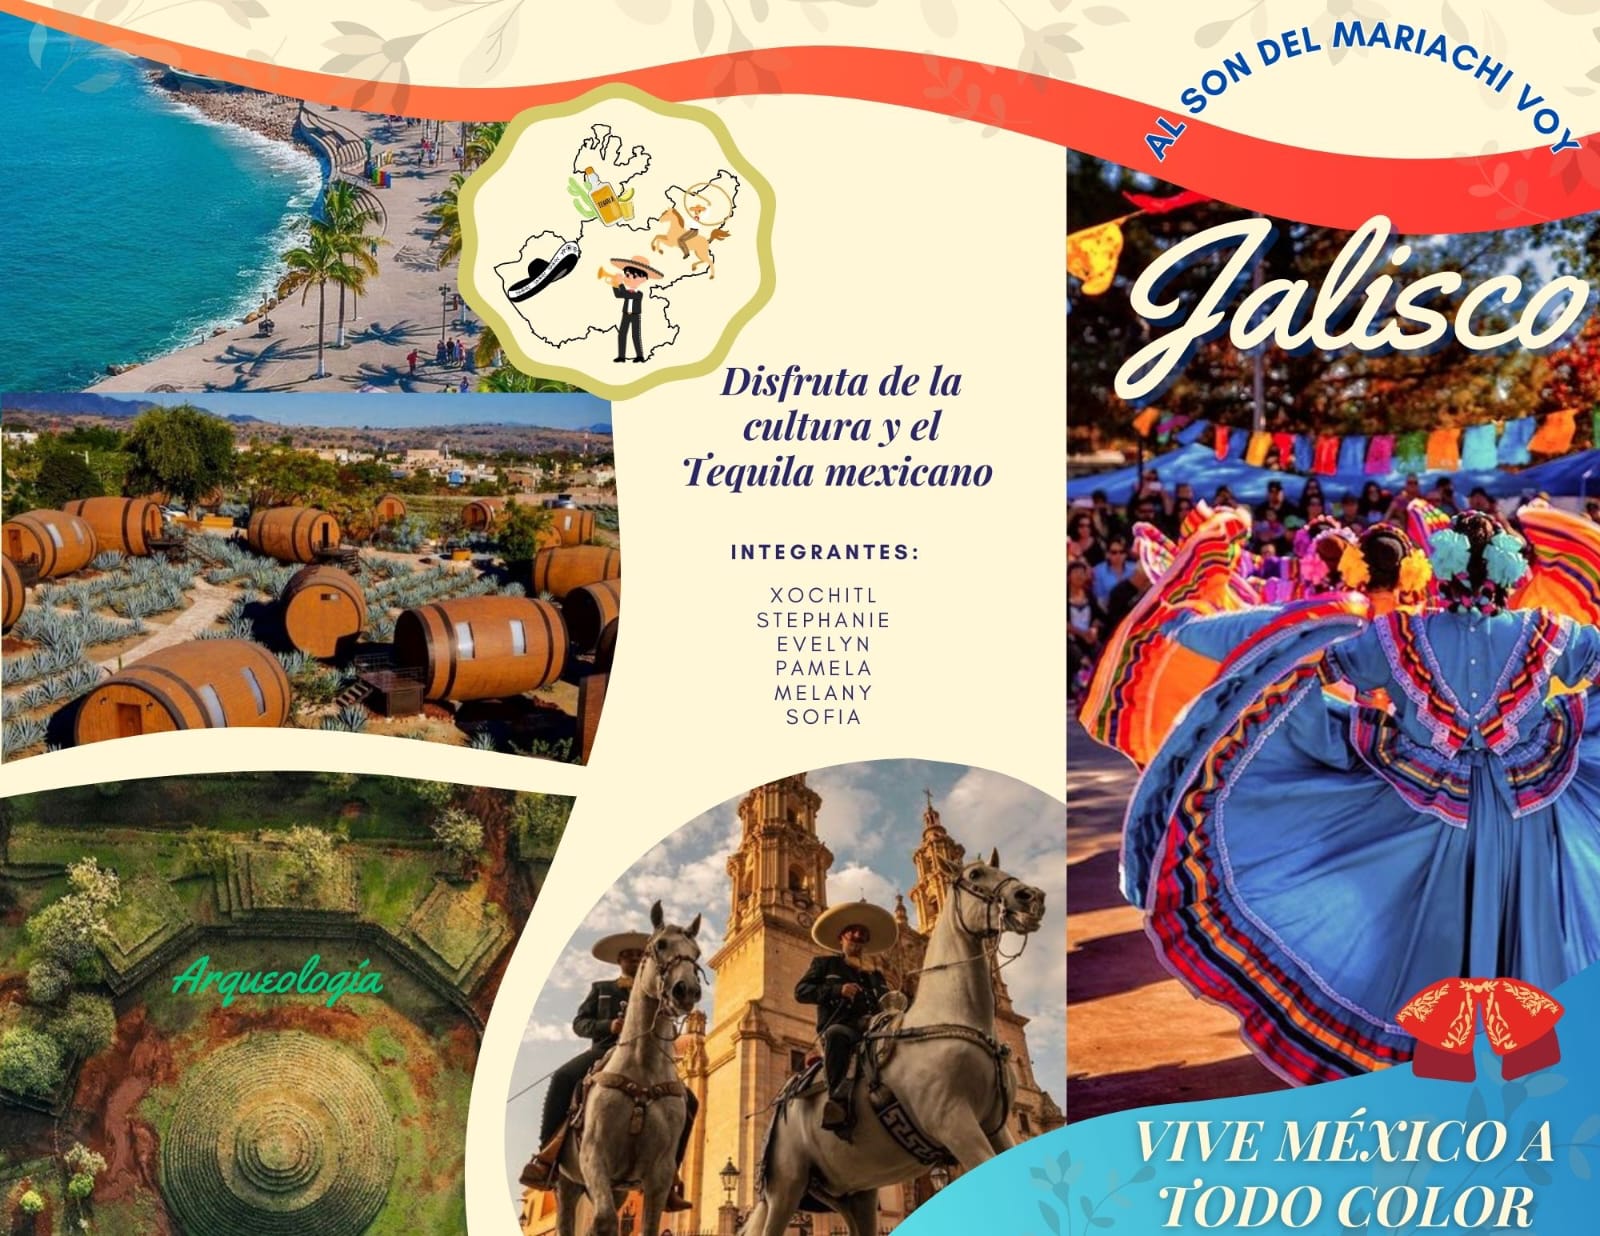 AL SON DEL MARIACHI VOY
Jalisco
TEQUILA
Disfruta de la
cultura y el
Tequila mexicano
INTEGRANTES:
XOCHITL
STEPHANIE
EVELYN
PAMELA
MELANY
SOFIA
Arqueología
VIVE MÉXICO A
TODO COLOR